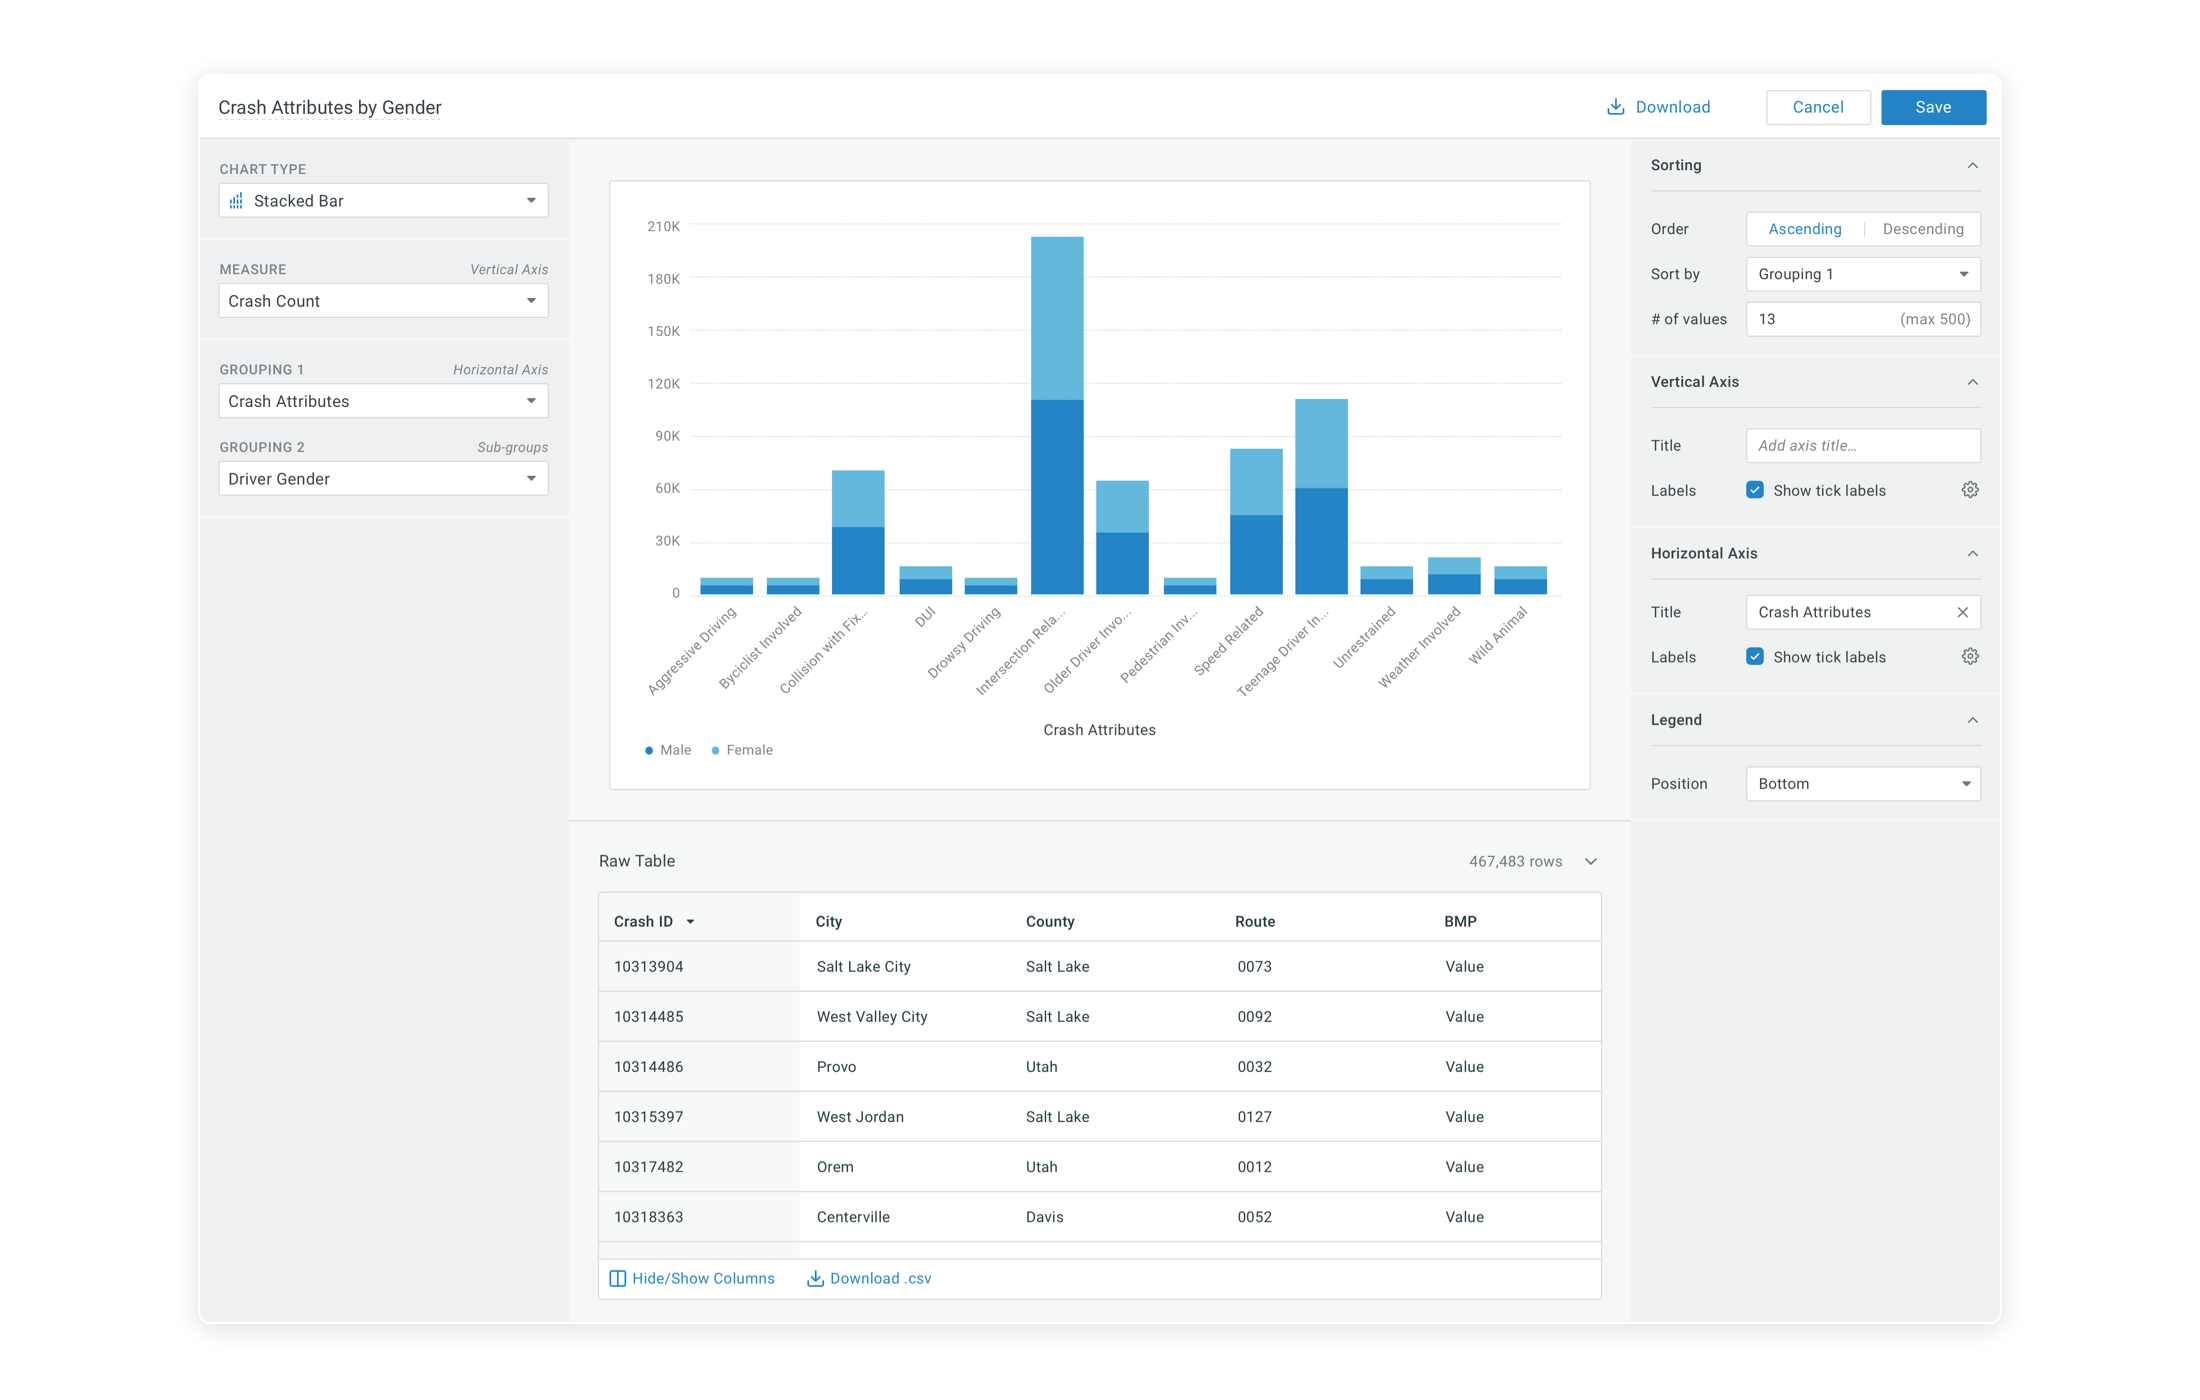 Crash Attributes by Gender
Download
Cancel
Save
CHART TYPE
Stacked Bar
MEASURE
Vertical Axis
Crash Count
GROUPING 1
Horizontal Axis
Crash Attributes
GROUPING 2
Sub-groups
Driver Gender
210K
180K
150K
120K
90K
60K
30K
0
Aggressive Driving
Byciclist Involved
Collision with Fix...
DUI
Drowsy Driving
Intersection Rela...
Older Driver Invo...
Pedestrian Inv...
Speed Related
Teenage Driver In...
Unrestrained
Weather Involved
Wild Animal
Crash Attributes
Male
Female
Sorting
Order
Ascending
Descending
Sort by
Grouping 1
# of values
13
(max 500)
Vertical Axis
Title
Add axis title...
Labels
Show tick labels
Horizontal Axis
Title
Crash Attributes
Labels
Show tick labels
Legend
Position
Bottom
Raw Table
467,483 rows
Crash ID City County Route BMP
10313904 Salt Lake City Salt Lake 0073 Value
10314485 West Valley City Salt Lake 0092 Value
10314486 Provo Utah 0032 Value
10315397 West Jordan Salt Lake 0127 Value
10317482 Orem Utah 0012 Value
10318363 Centerville Davis 0052 Value
Hide/Show Columns
Download .csv